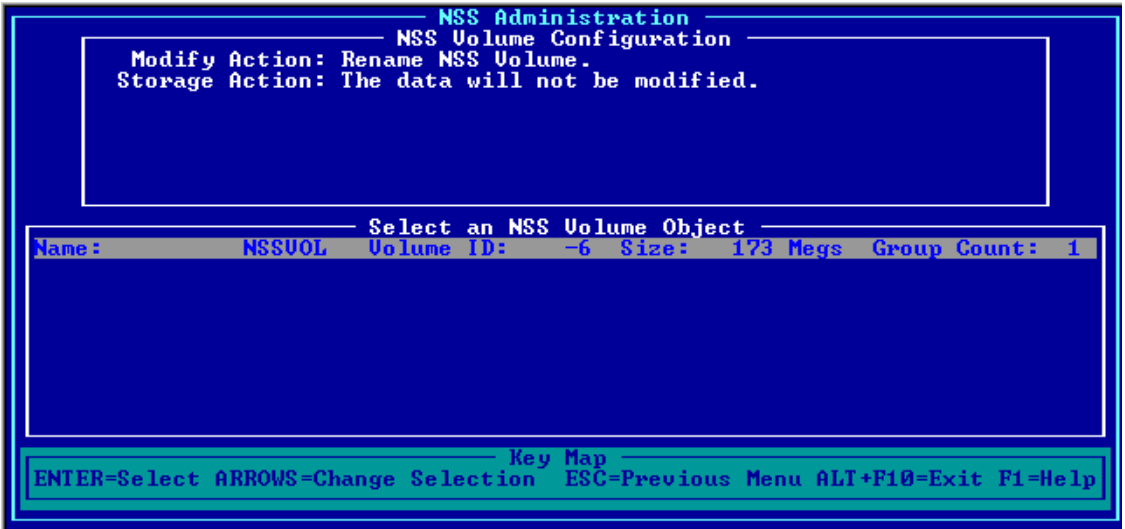 NSS Administration
NSS Volume Configuration
Modify Action: Rename NSS Volume.
Storage Action: The data will not be modified.
Select an NSS Volume Object
Name: NSSVOL Volume ID: -6 Size: 173 Megs Group Count: 1
Key Map
ENTER=Select ARROWS=Change Selection ESC=Previous Menu ALT+F10=Exit F1=Help